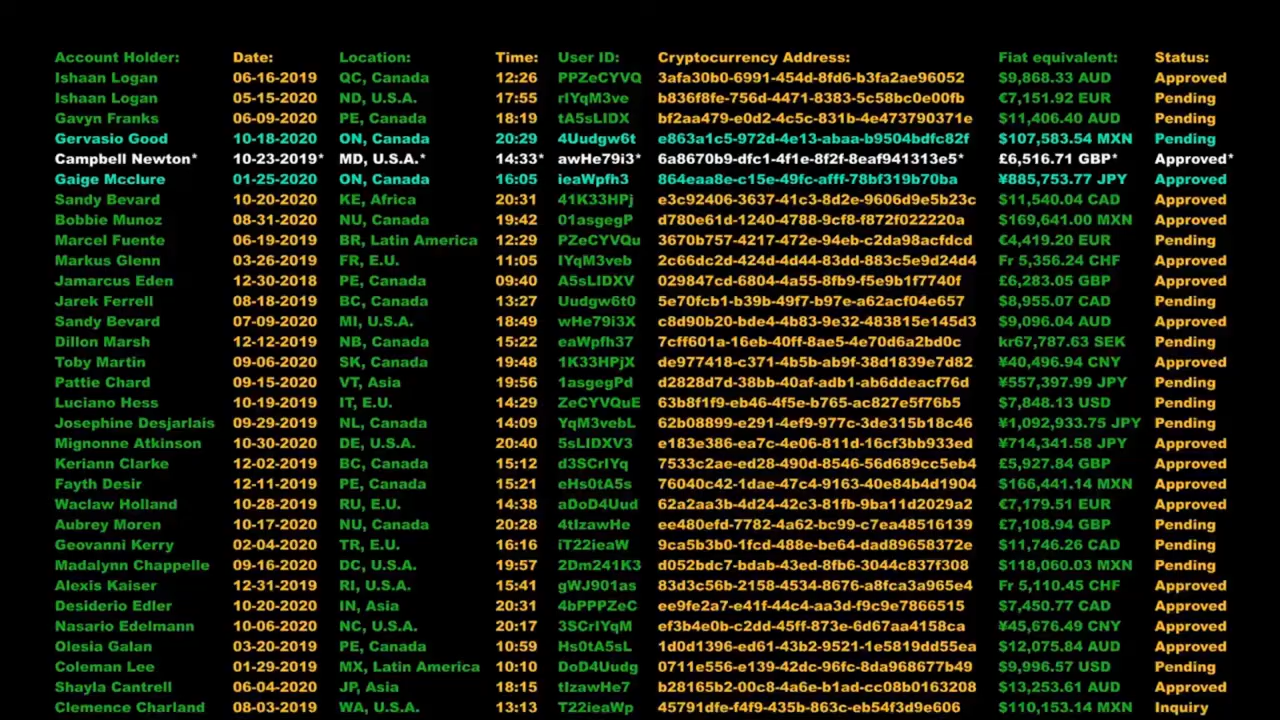 Account Holder: Date: Location: Time: User ID: Cryptocurrency Address: Fiat equivalent: Status:
Ishaan Logan 06-16-2019 QC, Canada 12:26 PPZeCYVQ 3afa30b0-6991-454d-8fd6-b3fa2ae96052 $9,868.33 AUD Approved
Ishaan Logan 05-15-2020 ND, U.S.A. 17:55 rIYqM3ve b836f8fe-756d-4471-8383-5c58bc0e00fb €7,151.92 EUR Pending
Gavyn Franks 06-09-2020 PE, Canada 18:19 tA5sLIDX bf2aa479-e0d2-4c5c-831b-4e473790371e $11,406.40 AUD Pending
Gervasio Good 10-18-2020 ON, Canada 20:29 4Uudgw6t e863a1c5-972d-4e13-abaa-b9504bdfc82f $107,583.54 MXN Pending
Campbell Newton* 10-23-2019* MD, U.S.A.* 14:33* awHe79i3* 6a8670b9-dfc1-4f1e-8f2f-8eaf941313e5* £6,516.71 GBP* Approved*
Gaige Mcclure 01-25-2020 ON, Canada 16:05 ieaWpfh3 864eaa8e-c15e-49fc-afff-78bf319b70ba ¥885,753.77 JPY Approved
Sandy Bevard 10-20-2020 KE, Africa 20:31 41K33HPj e3c92406-3637-41c3-8d2e-9606d9e5b23c $11,540.04 CAD Approved
Bobbie Munoz 08-31-2020 NU, Canada 19:42 01asgegP d780e61d-1240-4788-9cf8-f872f022220a $169,641.00 MXN Pending
Marcel Fuente 06-19-2019 BR, Latin America 12:29 PZeCYVQu 3670b757-4217-472e-94eb-c2da98acfdcd €4,419.20 EUR Pending
Markus Glenn 03-26-2019 FR, E.U. 11:05 IYqM3veb 2c66dc2d-424d-4d44-83dd-883c5e9d24d4 Fr 5,356.24 CHF Approved
Jamarcus Eden 12-30-2018 PE, Canada 09:40 A5sLIDXV 029847cd-6804-4a55-8fb9-f5e9b1f7740f £6,283.05 GBP Approved
Jarek Ferrell 08-18-2019 BC, Canada 13:27 Uudgw6t0 5e70fcb1-b39b-49f7-b97e-a62acf04e657 $8,955.07 CAD Pending
Sandy Bevard 07-09-2020 MI, U.S.A. 18:49 wHe79i3X c8d90b20-bde4-4b83-9e32-483815e145d3 $9,096.04 AUD Approved
Dillon Marsh 12-12-2019 NB, Canada 15:22 eaWpfh37 7cff601a-16eb-40ff-8ae5-4e70d6a2bd0c kr67,787.63 SEK Pending
Toby Martin 09-06-2020 SK, Canada 19:48 1K33HPjX de977418-c371-4b5b-ab9f-38d1839e7d82 ¥40,496.94 CNY Approved
Pattie Chard 09-15-2020 VT, Asia 19:56 1asgegPd d2828d7d-38bb-40af-adb1-ab6ddeacf76d ¥557,397.99 JPY Pending
Luciano Hess 10-19-2019 IT, E.U. 14:29 ZeCYVQuE 63b8f1f9-eb46-4f5e-b765-ac827e5f76b5 $7,848.13 USD Pending
Josephine Desjarlais 09-29-2019 NL, Canada 14:09 YqM3vebL 62b08899-e291-4ef9-977c-3de315b18c46 ¥1,092,933.75 JPY Pending
Mignonne Atkinson 10-30-2020 DE, U.S.A. 20:40 5sLIDXV3 e183e386-ea7c-4e06-811d-16cf3bb933ed ¥714,341.58 JPY Approved
Keriann Clarke 12-02-2019 BC, Canada 15:12 d3SCrIYq 7533c2ae-ed28-490d-8546-56d689cc5eb4 £5,927.84 GBP Approved
Fayth Desir 12-11-2019 PE, Canada 15:21 eHs0tA5s 76040c42-1dae-47c4-9163-40e84b4d1904 $166,441.14 MXN Approved
Waclaw Holland 10-28-2019 RU, E.U. 14:38 aDoD4Uud 62a2aa3b-4d24-42c3-81fb-9ba11d2029a2 €7,179.51 EUR Approved
Aubrey Moren 10-17-2020 NU, Canada 20:28 4tIzawHe ee480efd-7782-4a62-bc99-c7ea48516139 £7,108.94 GBP Pending
Geovanni Kerry 02-04-2020 TR, E.U. 16:16 iT22ieaW 9ca5b3b0-1fcd-488e-be64-dad89658372e $11,746.26 CAD Pending
Madalynn Chappelle 09-16-2020 DC, U.S.A. 19:57 2Dm241K3 d052bdc7-bdab-43ed-8fb6-3044c837f308 $118,060.03 MXN Pending
Alexis Kaiser 12-31-2019 RI, U.S.A. 15:41 gWJ901as 83d3c56b-2158-4534-8676-a8fca3a965e4 Fr 5,110.45 CHF Approved
Desiderio Edler 10-20-2020 IN, Asia 20:31 4bPPPZeC ee9fe2a7-e41f-44c4-aa3d-f9c9e7866515 $7,450.77 CAD Approved
Nasario Edelmann 10-06-2020 NC, U.S.A. 20:17 3SCrIYqM ef3b4e0b-c2dd-45ff-873e-6d67aa4158ca ¥45,676.49 CNY Approved
Olesia Galan 03-20-2019 PE, Canada 10:59 Hs0tA5sL 1d0d1396-ed61-43b2-9521-1e5819dd55ea $12,075.84 AUD Approved
Coleman Lee 01-29-2019 MX, Latin America 10:10 DoD4Uudg 0711e556-e139-42dc-96fc-8da968677b49 $9,996.57 USD Pending
Shayla Cantrell 06-04-2020 JP, Asia 18:15 tIzawHe7 b28165b2-00c8-4a6e-b1ad-cc08b0163208 $13,253.61 AUD Approved
Clemence Charland 08-03-2019 WA, U.S.A. 13:13 T22ieaWp 45791dfe-f4f9-435b-863c-eb54f3d9e606 $110,153.14 MXN Inquiry